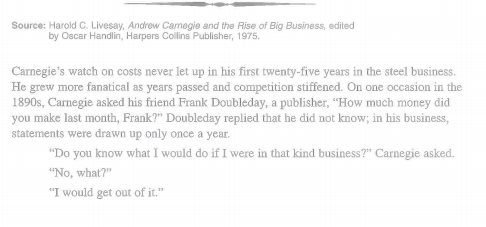 Source: Harold C. Livesay, Andrew Carnegie and the Rise of Big Business, edited
by Oscar Handlin, Harpers Collins Publisher, 1975.
Carnegie's watch on costs never let up in his first twenty-five years in the steel business.
He grew more fanatical as years passed and competition stiffened. On one occasion in the
1890s, Carnegie asked his friend Frank Doubleday, a publisher, "How much money did
you make last month, Frank?" Doubleday replied that he did not know; in his business,
statements were drawn up only once a year.
"Do you know what I would do if I were in that kind business?" Carnegie asked.
"No, what?"
"I would get out of it."